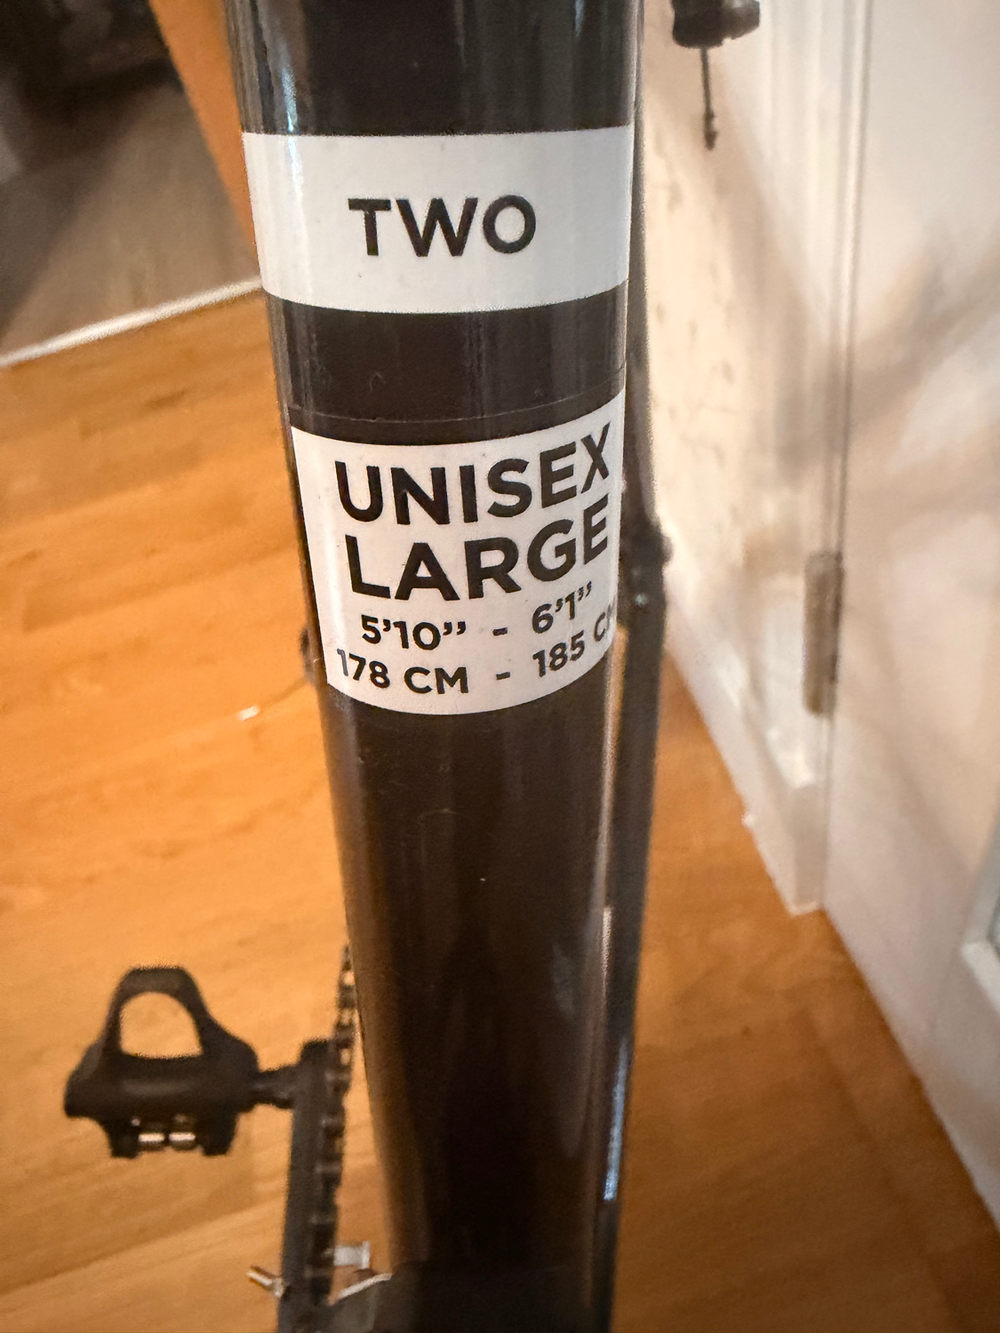 TWO
UNISEX
LARGE
5’10” - 6’1”
178 CM - 185 CM